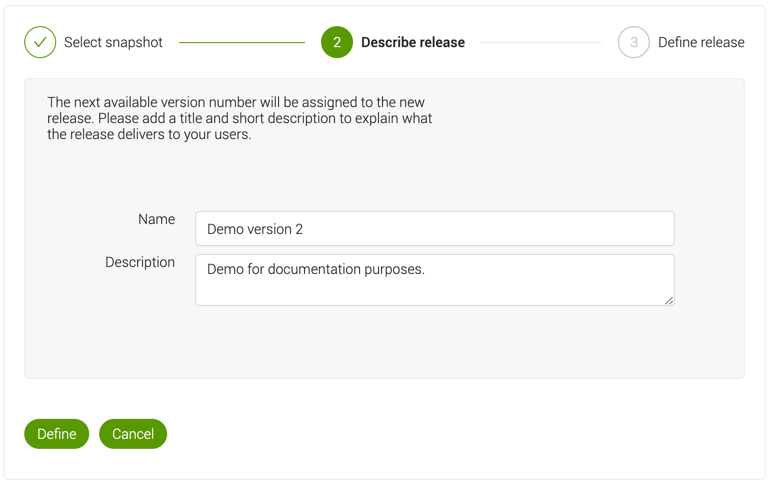 Select snapshot
2 Describe release
3 Define release
The next available version number will be assigned to the new
release. Please add a title and short description to explain what
the release delivers to your users.
Name
Demo version 2
Description
Demo for documentation purposes.
Define
Cancel